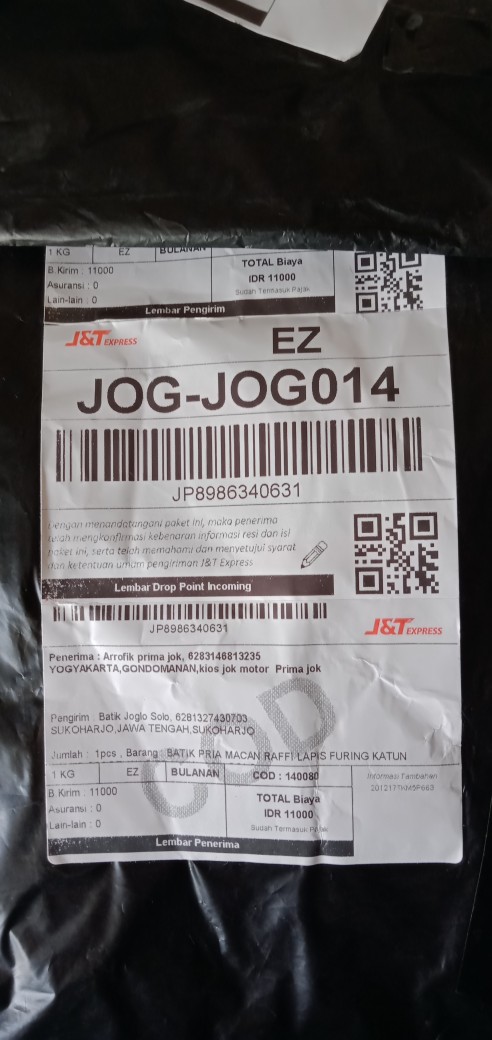 1 KG EZ BULANAN
B.Kirim : 11000
Asuransi : 0
Lain-lain : 0
TOTAL Biaya
IDR 11000
Sudah Termasuk Pajak
Lembar Pengirim
J&T EXPRESS
EZ
JOG-JOG014
JP8986340631
Dengan menandatangani paket ini, maka penerima
telah mengkonfirmasi kebenaran informasi resi dan isi
paket ini, serta telah memahami dan menyetujui syarat
dan ketentuan umum pengiriman J&T Express
Lembar Drop Point Incoming
JP8986340631
J&T EXPRESS
Penerima : Arrofik prima jok, 6283146813235
YOGYAKARTA,GONDOMANAN,kios jok motor Prima jok
Pengirim : Batik Joglo Solo, 6281327430703
SUKOHARJO,JAWA TENGAH,SUKOHARJO
COD
Jumlah : 1pcs , Barang: BATIK PRIA MACAN RAFFI LAPIS FURING KATUN
1 KG EZ BULANAN COD : 140080
B.Kirim : 11000
Asuransi : 0
Lain-lain : 0
TOTAL Biaya
IDR 11000
Sudah Termasuk Pajak
Informasi Tambahan
Lembar Penerima